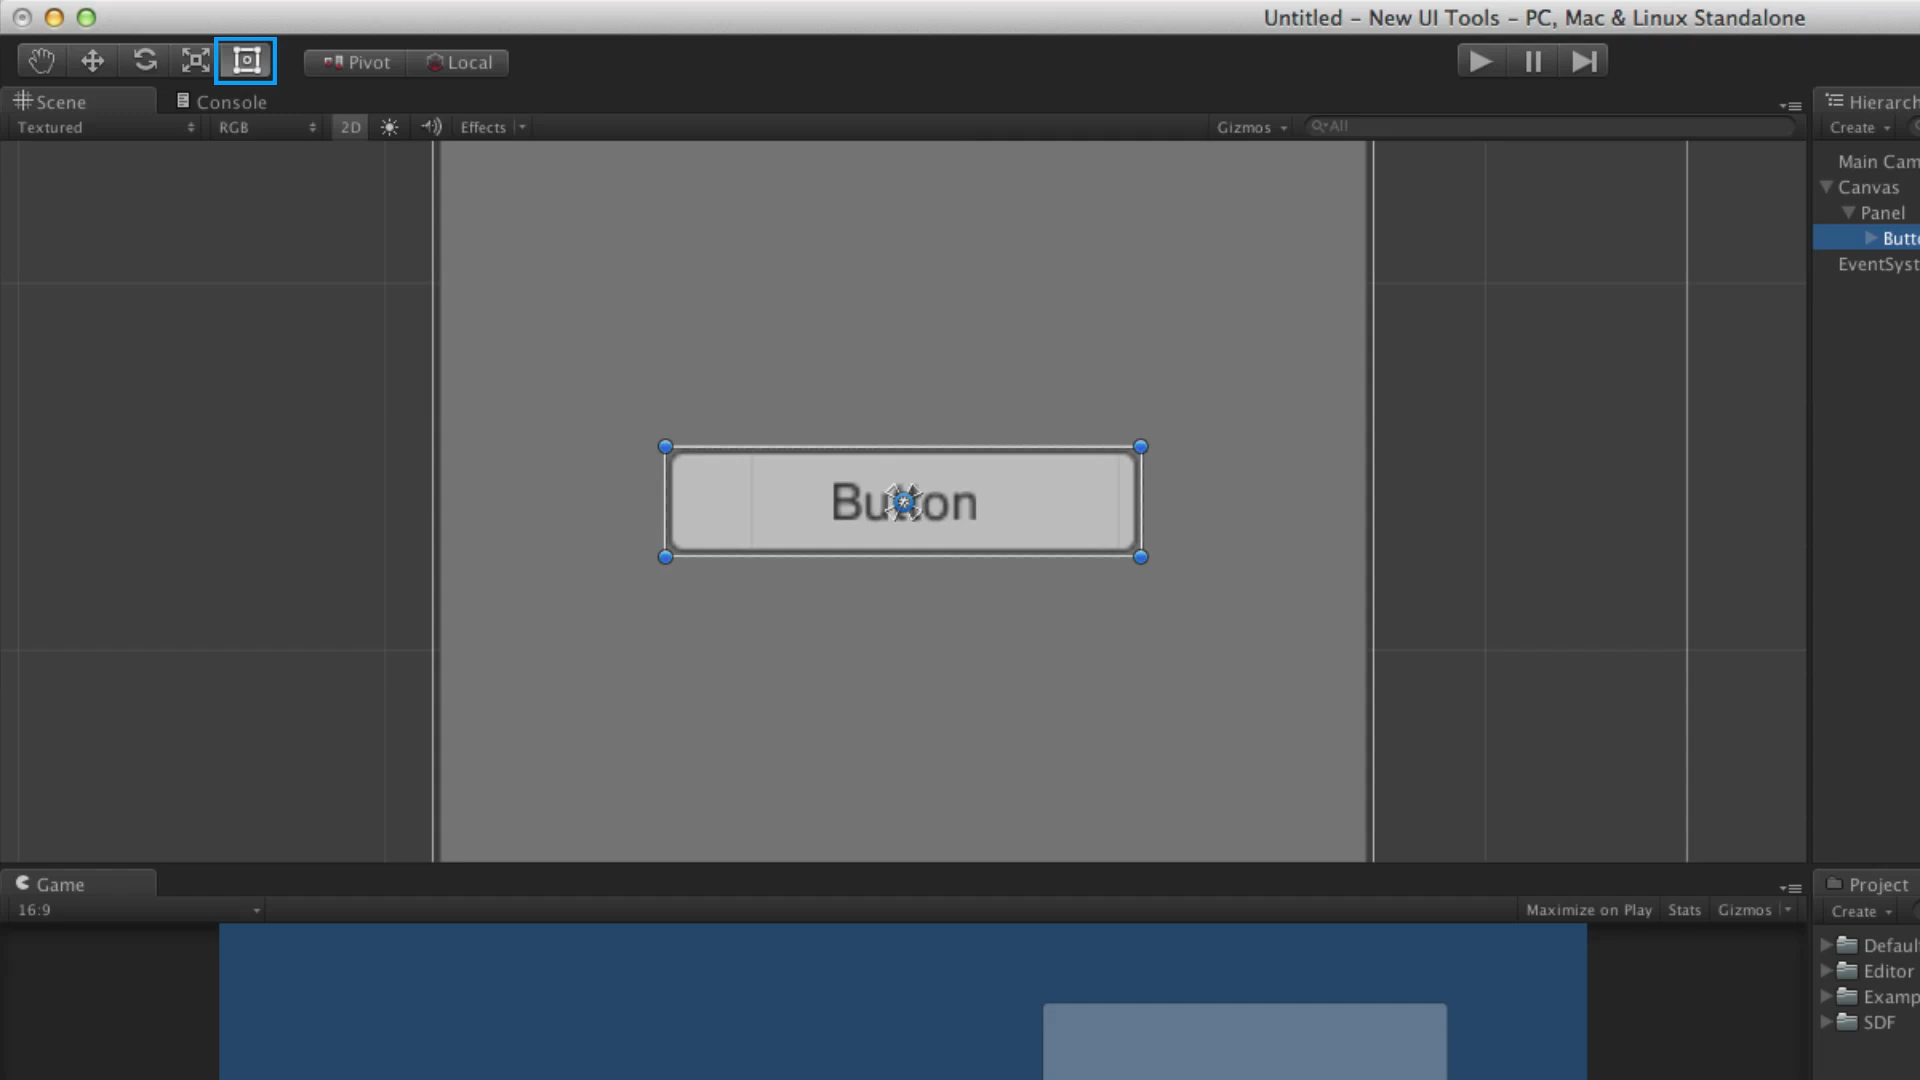 Untitled - New UI Tools - PC, Mac & Linux Standalone
Pivot Local
Scene Console Hierarch
Textured RGB 2D Effects Gizmos All Create
Main Cam
Canvas
Panel
Butto
EventSyst
Button
Game Project
16:9 Maximize on Play Stats Gizmos Create
Defaul
Editor
Examp
SDF